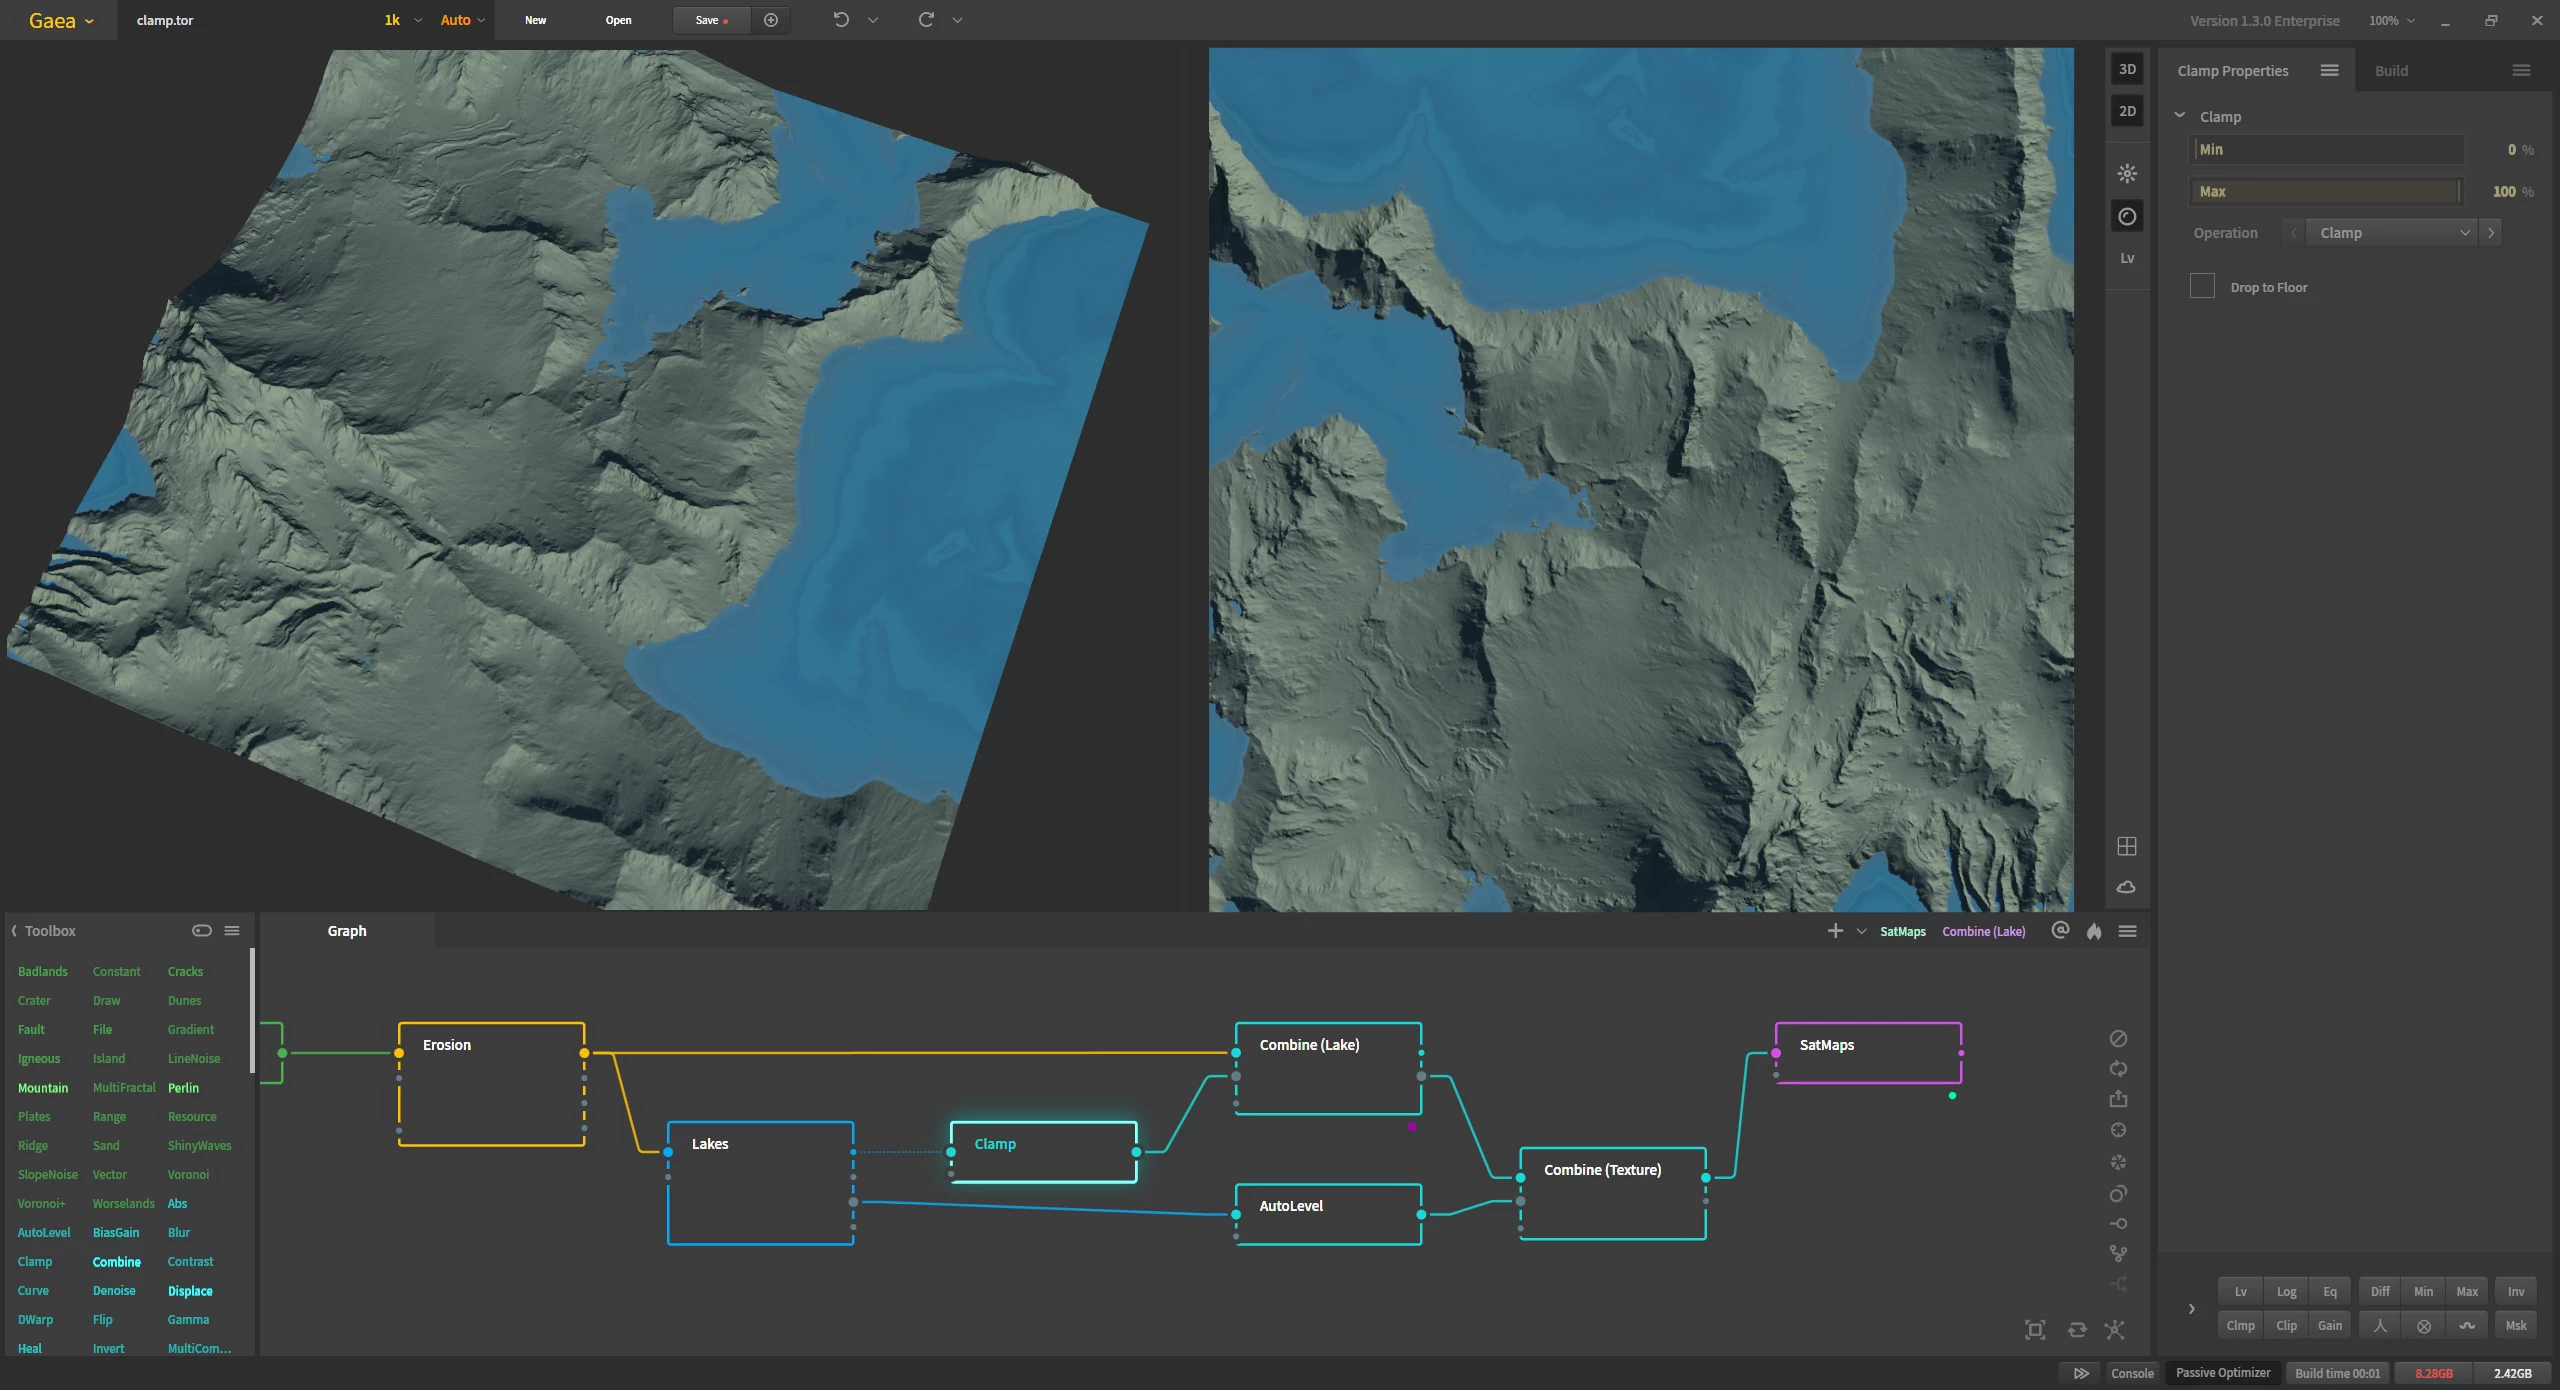 Gaea clamp.tor 1k Auto New Open Save Version 1.3.0 Enterprise 100%
3D
2D
Lv
Clamp Properties Build
Clamp
Min 0 %
Max 100 %
Operation Clamp
Drop to Floor
Toolbox
Badlands Constant Cracks
Crater Draw Dunes
Fault File Gradient
Igneous Island LineNoise
Mountain MultiFractal Perlin
Plates Range Resource
Ridge Sand ShinyWaves
SlopeNoise Vector Voronoi
Voronoi+ Worselands Abs
AutoLevel BiasGain Blur
Clamp Combine Contrast
Curve Denoise Displace
DWarp Flip Gamma
Heal Invert MultiCom...
Graph SatMaps Combine (Lake)
Erosion
Lakes
Clamp
Combine (Lake)
AutoLevel
Combine (Texture)
SatMaps
Lv Log Eq Diff Min Max Inv
Clmp Clip Gain Msk
Console Passive Optimizer Build time 00:01 8.28GB 2.42GB